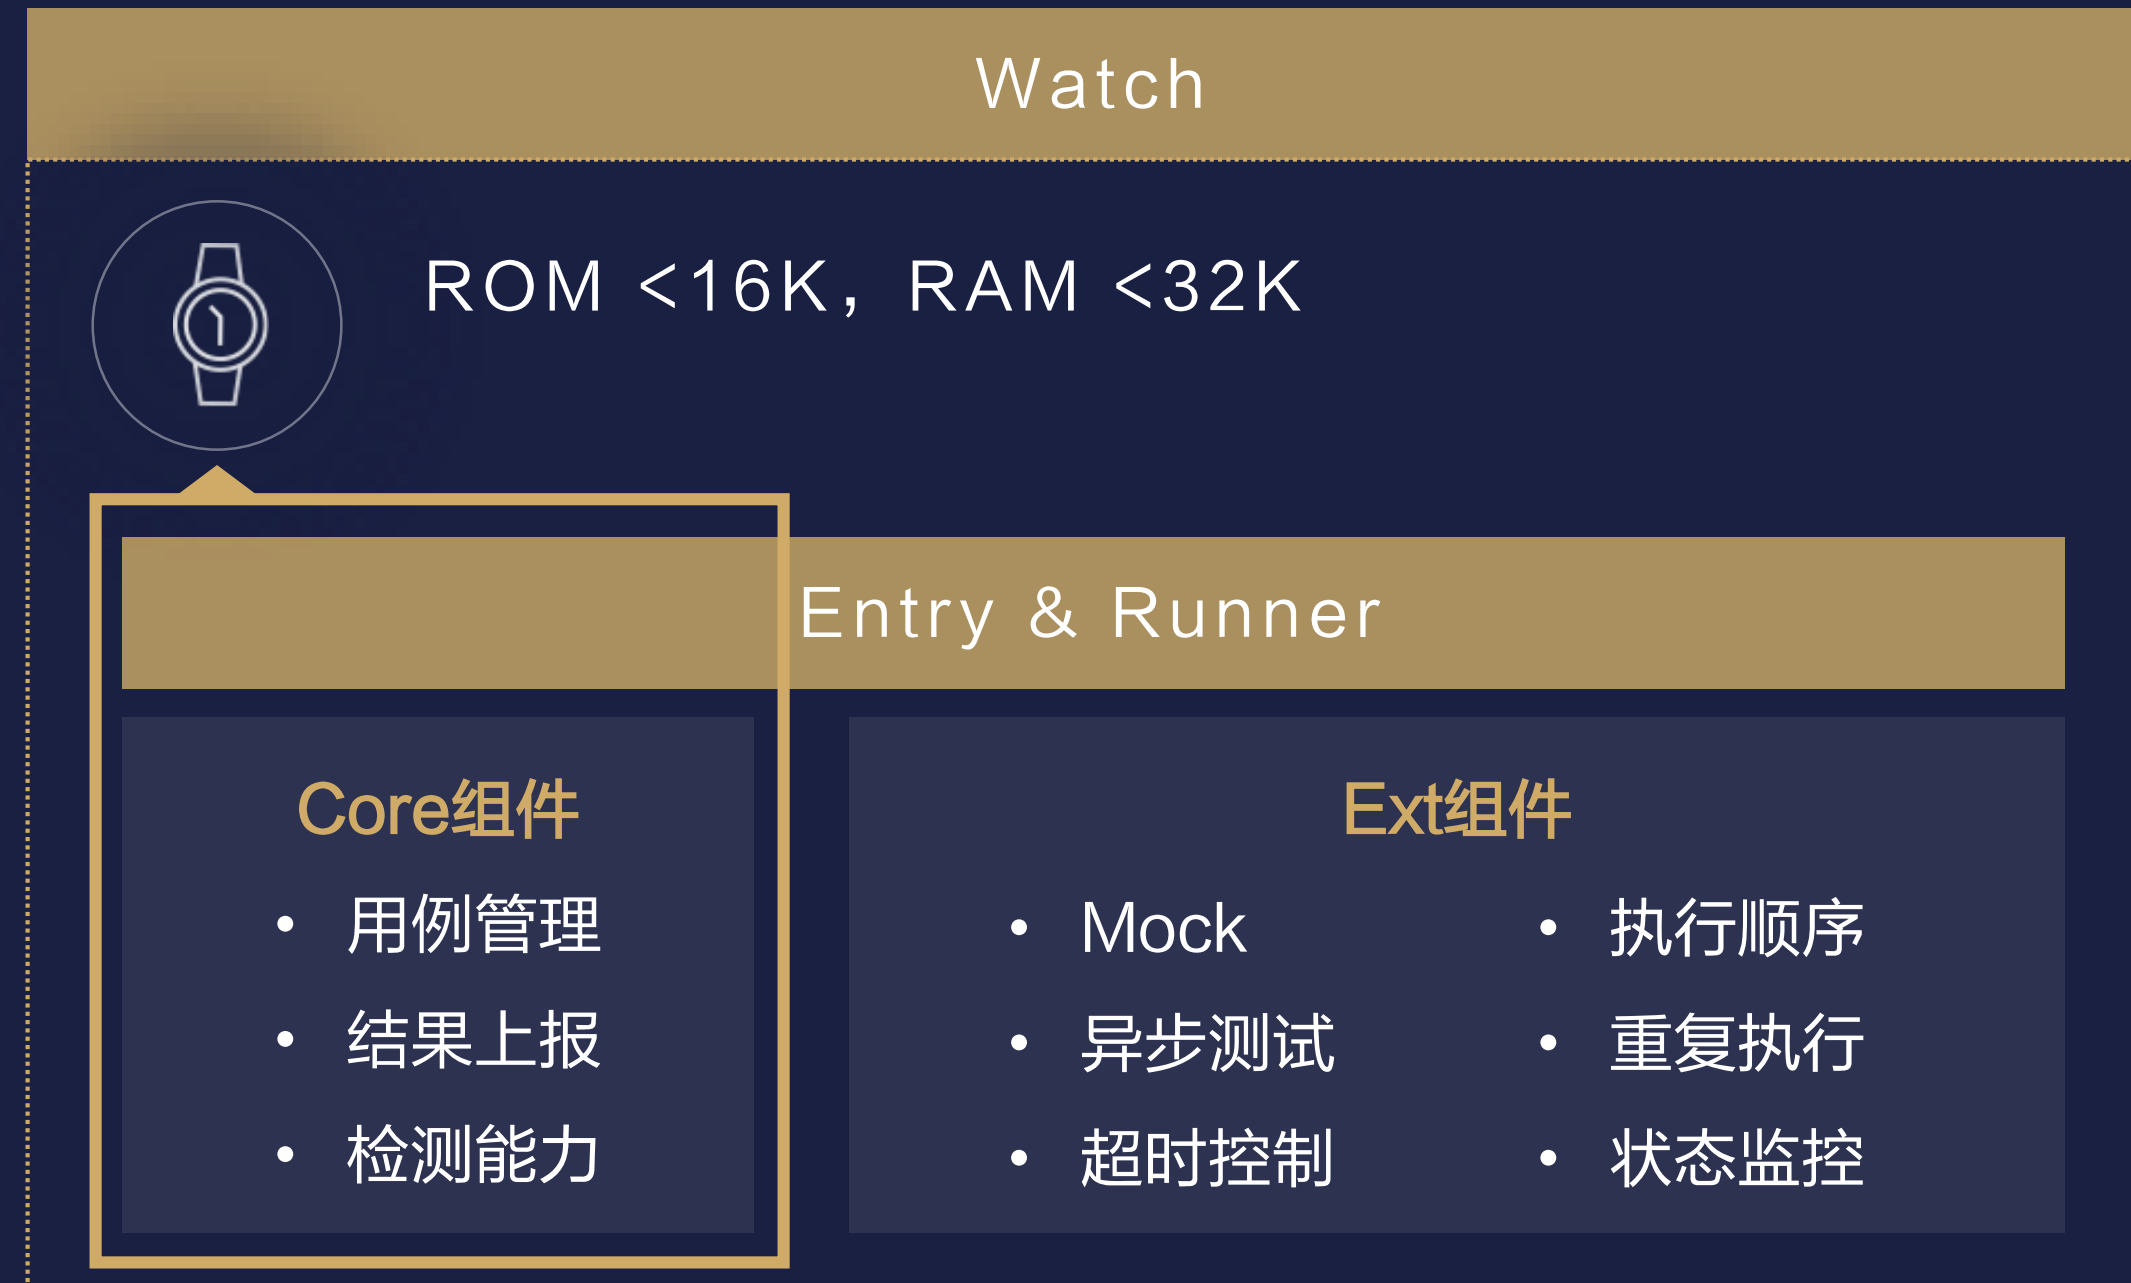 Watch
ROM <16K，RAM <32K
Entry & Runner
Core组件
• 用例管理
• 结果上报
• 检测能力
Ext组件
• Mock
• 异步测试
• 超时控制
• 执行顺序
• 重复执行
• 状态监控